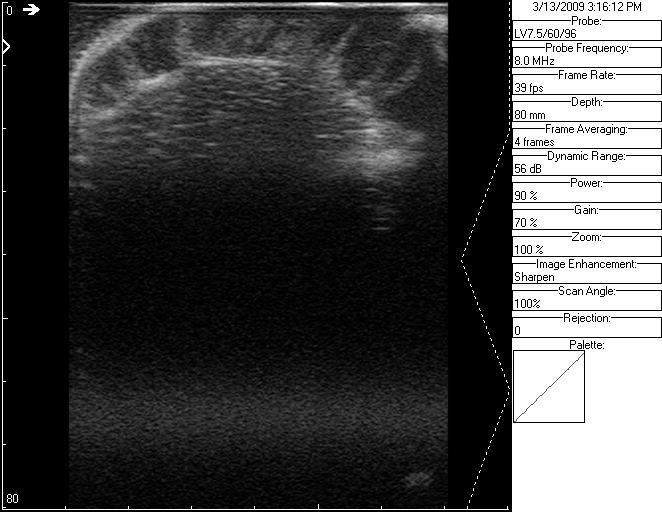 0
80
3/13/2009 3:16:12 PM
Probe:
LV7.5/60/96
Probe Frequency:
8.0 MHz
Frame Rate:
39 fps
Depth:
80 mm
Frame Averaging:
4 frames
Dynamic Range:
56 dB
Power:
90 %
Gain:
70 %
Zoom:
100 %
Image Enhancement:
Sharpen
Scan Angle:
100%
Rejection:
0
Palette: